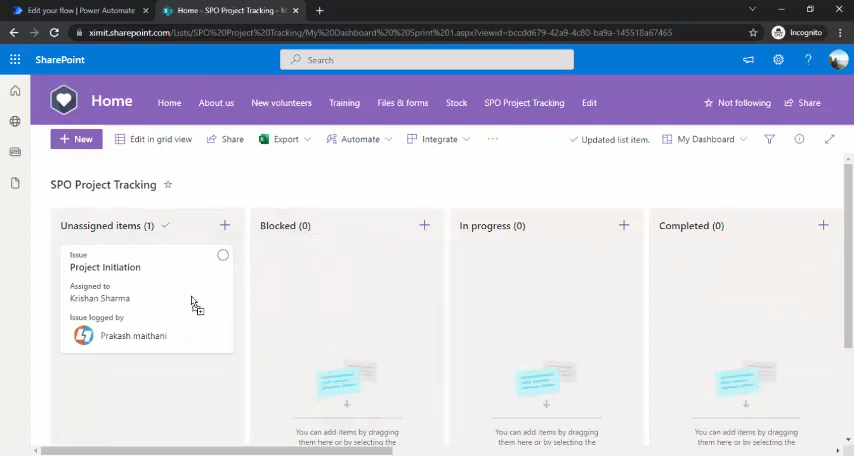 Edit your flow | Power Automate
Home - SPO Project Tracking - M
ximit.sharepoint.com/Lists/SPO%20Project%20Tracking/My%20Dashboard%20%20Sprint%201.aspx?viewid=bccdd679-42a9-4c80-ba9a-145518a67465
Incognito
SharePoint
Search
Home
Home
About us
New volunteers
Training
Files & forms
Stock
SPO Project Tracking
Edit
Not following
Share
New
Edit in grid view
Share
Export
Automate
Integrate
Updated list item.
My Dashboard
SPO Project Tracking
Unassigned items (1)
Blocked (0)
In progress (0)
Completed (0)
Issue
Project Initiation
Assigned to
Krishan Sharma
Issue logged by
Prakash maithani
You can add items by dragging
them here or by selecting the
You can add items by dragging
them here or by selecting the
You can add items by dragging
them here or by selecting the